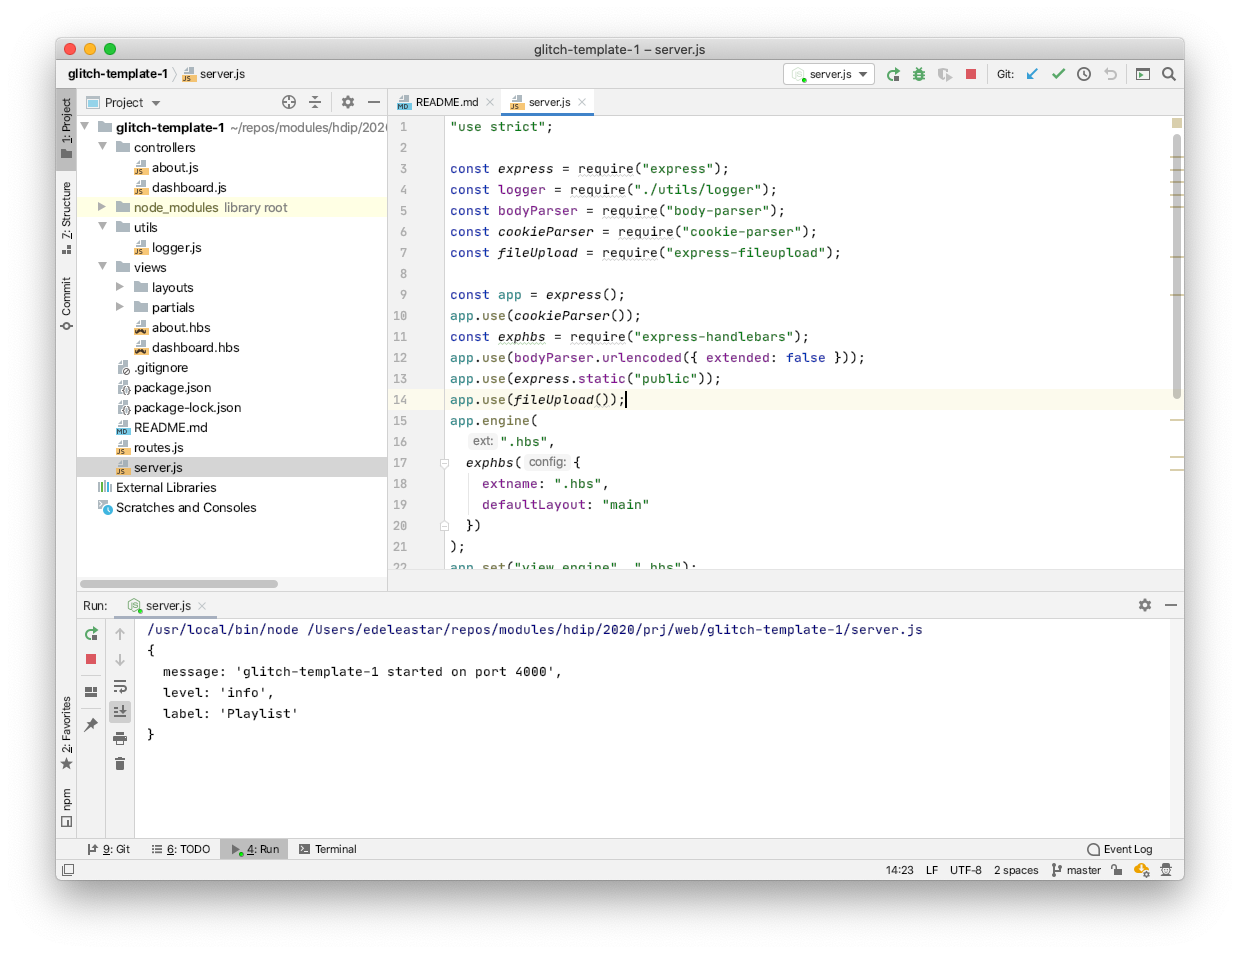 glitch-template-1 – server.js
glitch-template-1 server.js
server.js Git:
1: Project
Project
README.md server.js
glitch-template-1 ~/repos/modules/hdip/202
controllers
about.js
dashboard.js
node_modules library root
utils
logger.js
views
layouts
partials
about.hbs
dashboard.hbs
.gitignore
package.json
package-lock.json
README.md
routes.js
server.js
External Libraries
Scratches and Consoles
Z: Structure
Commit
1 "use strict";
2
3 const express = require("express");
4 const logger = require("./utils/logger");
5 const bodyParser = require("body-parser");
6 const cookieParser = require("cookie-parser");
7 const fileUpload = require("express-fileupload");
8
9 const app = express();
10 app.use(cookieParser());
11 const exphbs = require("express-handlebars");
12 app.use(bodyParser.urlencoded({ extended: false }));
13 app.use(express.static("public"));
14 app.use(fileUpload());
15 app.engine(
16 ext: ".hbs",
17 exphbs( config: {
18 extname: ".hbs",
19 defaultLayout: "main"
20 })
21 );
22 app.set("view engine", ".hbs");
Run: server.js
/usr/local/bin/node /Users/edeleastar/repos/modules/hdip/2020/prj/web/glitch-template-1/server.js
{
message: 'glitch-template-1 started on port 4000',
level: 'info',
label: 'Playlist'
}
2: Favorites
npm
9: Git 6: TODO 4: Run Terminal Event Log
14:23 LF UTF-8 2 spaces master